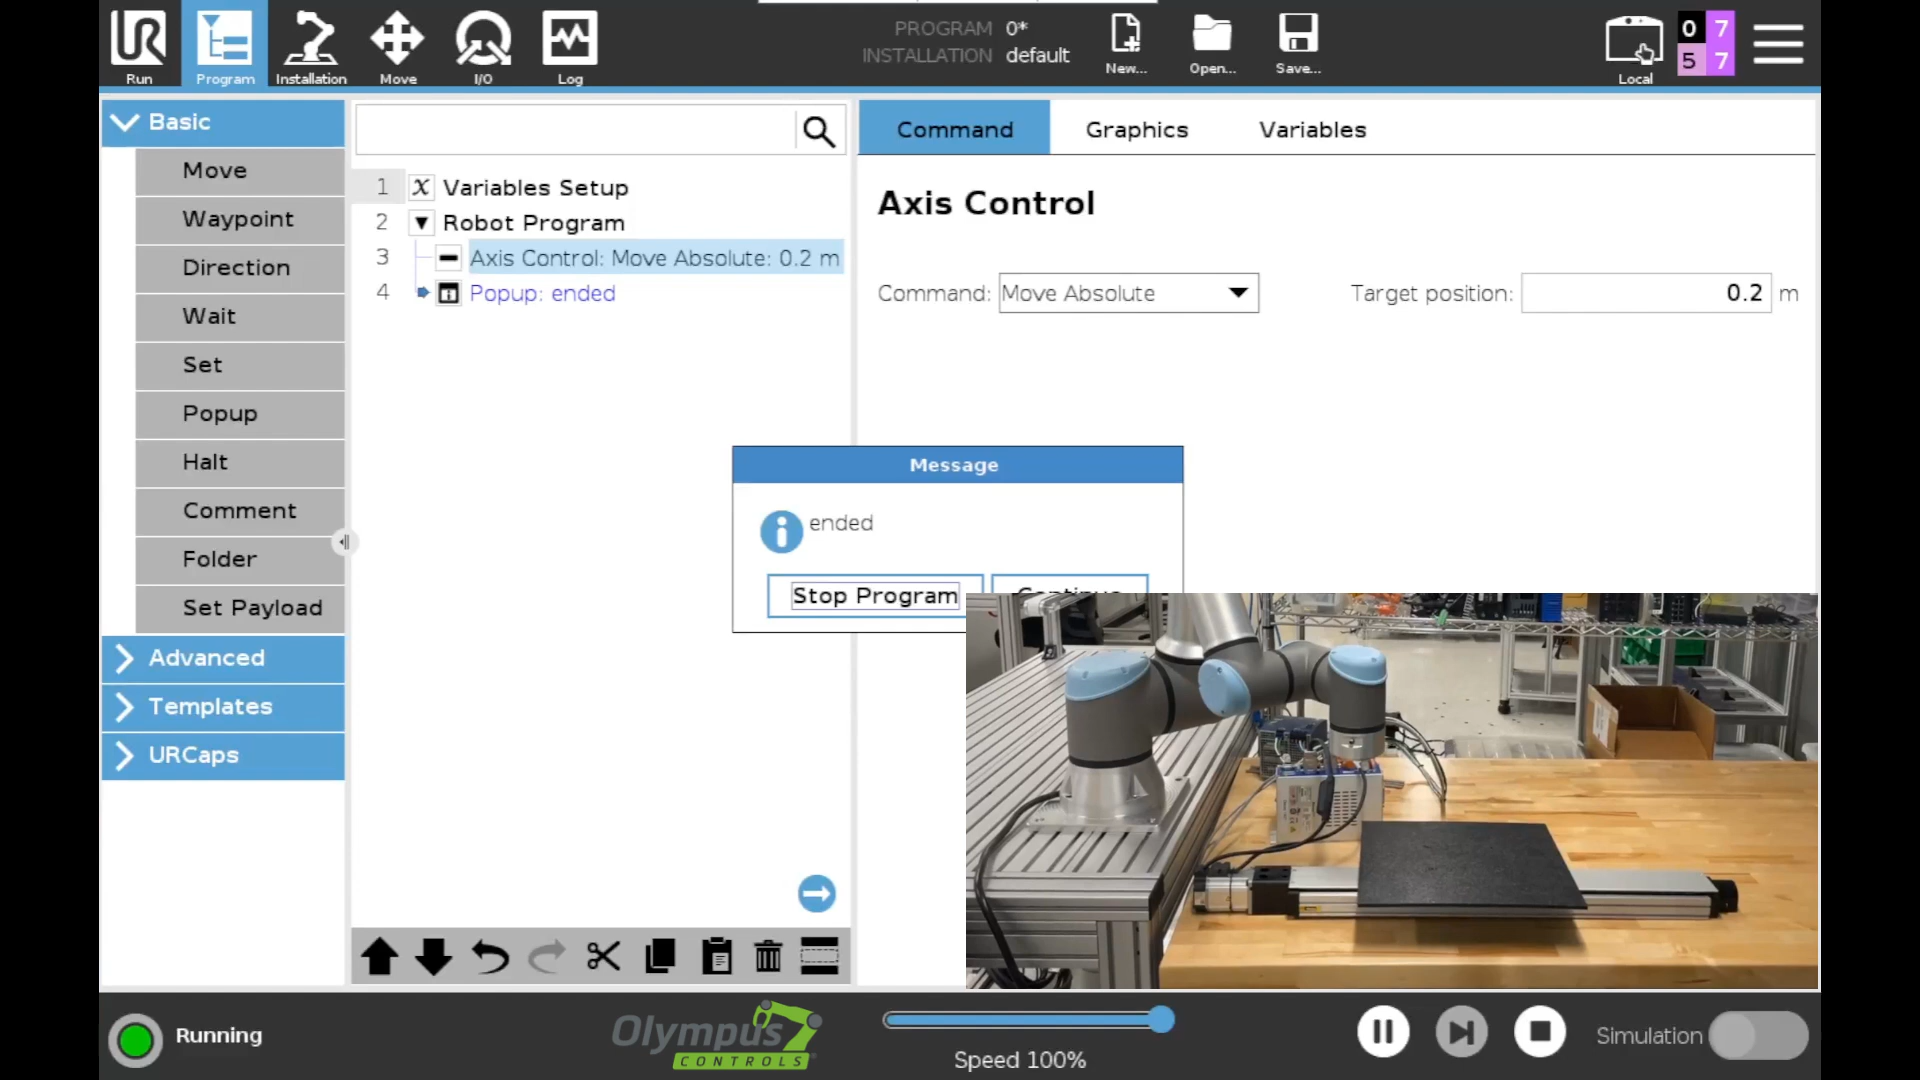 Run
Program
Installation
Move
I/O
Log
PROGRAM 0*
INSTALLATION default
New...
Open...
Save...
Local
0 7
5 7
Basic
Move
Waypoint
Direction
Wait
Set
Popup
Halt
Comment
Folder
Set Payload
Advanced
Templates
URCaps
1 X Variables Setup
2 Robot Program
3 Axis Control: Move Absolute: 0.2 m
4 Popup: ended
Command
Graphics
Variables
Axis Control
Command: Move Absolute
Target position: 0.2 m
Message
ended
Stop Program
Continue
Running
Olympus
CONTROLS
Speed 100%
Simulation